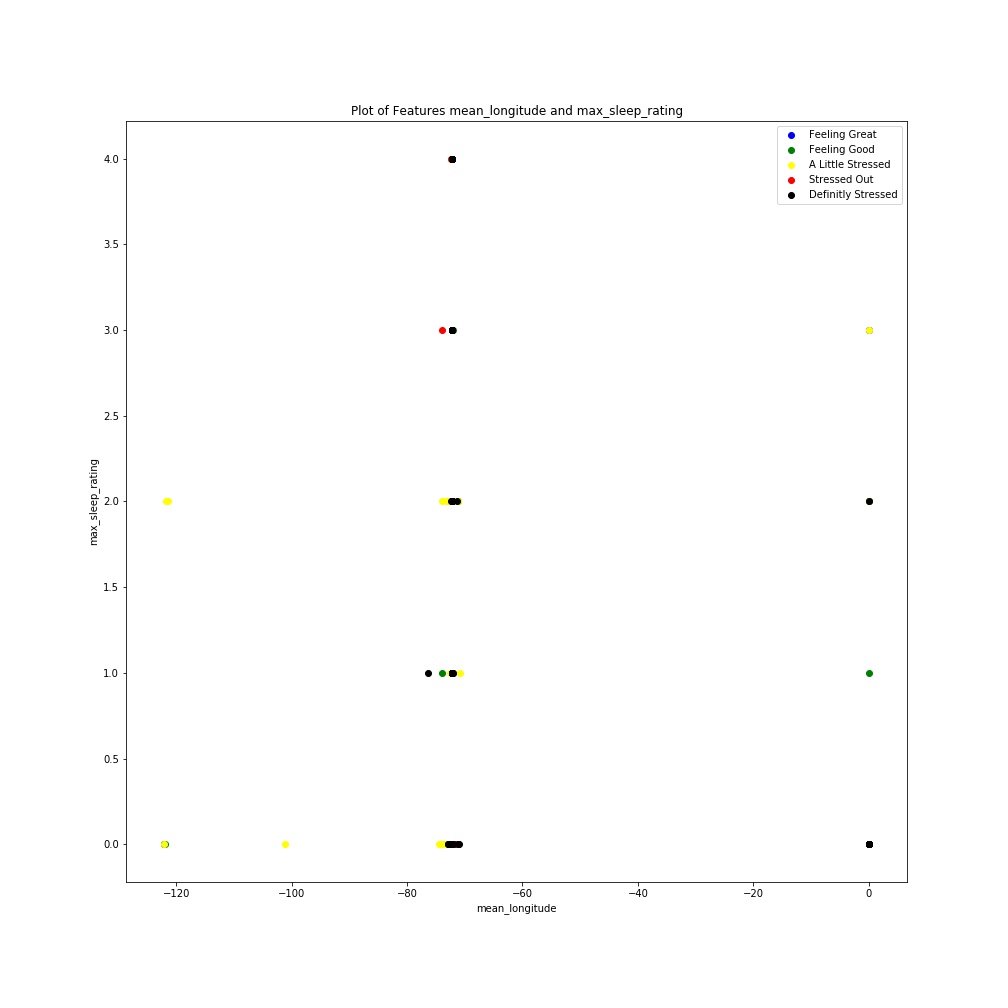 Plot of Features mean_longitude and max_sleep_rating
Feeling Great
Feeling Good
A Little Stressed
Stressed Out
Definitly Stressed
4.0
3.5
3.0
2.5
2.0
1.5
1.0
0.5
0.0
max_sleep_rating
−120
−100
−80
−60
−40
−20
0
mean_longitude